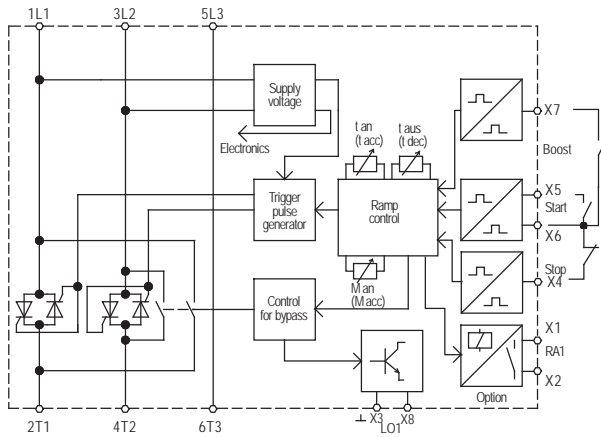 1L1
3L2
5L3
Supply
voltage
Electronics
t an
(t acc)
t aus
(t dec)
X7
Boost
Trigger
pulse
generator
Ramp
control
X5
Start
X6
M an
(M acc)
Stop
X4
Control
for bypass
X1
RA1
X2
Option
2T1
4T2
6T3
⊥
X3
X8
LO1